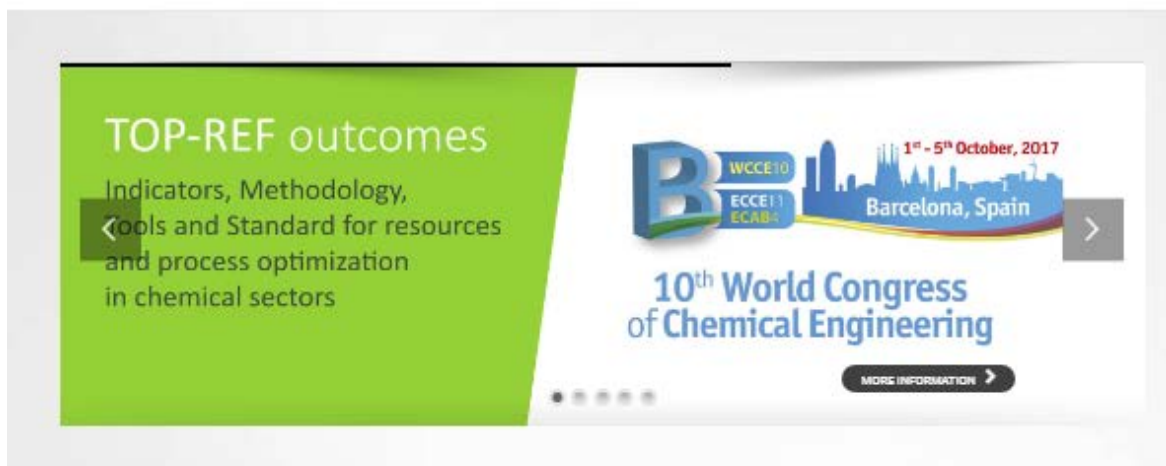 TOP-REF outcomes
Indicators, Methodology,
Tools and Standard for resources
and process optimization
in chemical sectors
WCCE10
ECCE11
ECAB4
1st - 5th October, 2017
Barcelona, Spain
10th World Congress
of Chemical Engineering
MORE INFORMATION